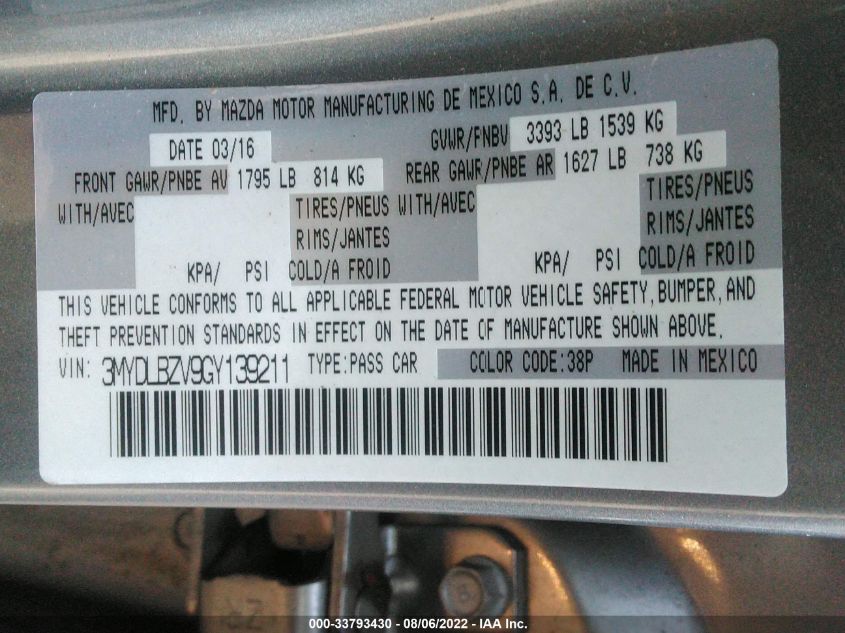 MFD. BY MAZDA MOTOR MANUFACTURING DE MEXICO S.A. DE C.V.
DATE 03/16 GVWR/PNBV 3393 LB 1539 KG
FRONT GAWR/PNBE AV 1795 LB 814 KG REAR GAWR/PNBE AR 1627 LB 738 KG
WITH/AVEC TIRES/PNEUS WITH/AVEC TIRES/PNEUS
RIMS/JANTES RIMS/JANTES
KPA/ PSI COLD/A FROID KPA/ PSI COLD/A FROID
THIS VEHICLE CONFORMS TO ALL APPLICABLE FEDERAL MOTOR VEHICLE SAFETY, BUMPER, AND
THEFT PREVENTION STANDARDS IN EFFECT ON THE DATE OF MANUFACTURE SHOWN ABOVE.
VIN: 3MYDLBZV9GY139211 TYPE:PASS CAR COLOR CODE:38P MADE IN MEXICO
000-33793430 - 08/06/2022 - IAA Inc.